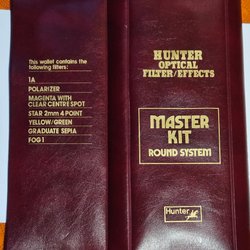 This wallet contains the
following filters:
1A
POLARIZER
MAGENTA WITH
CLEAR CENTRE SPOT
STAR 2mm 4 POINT
YELLOW/GREEN
GRADUATE SEPIA
FOG 1
HUNTER
OPTICAL
FILTER/EFFECTS
MASTER
KIT
ROUND SYSTEM
Hunter